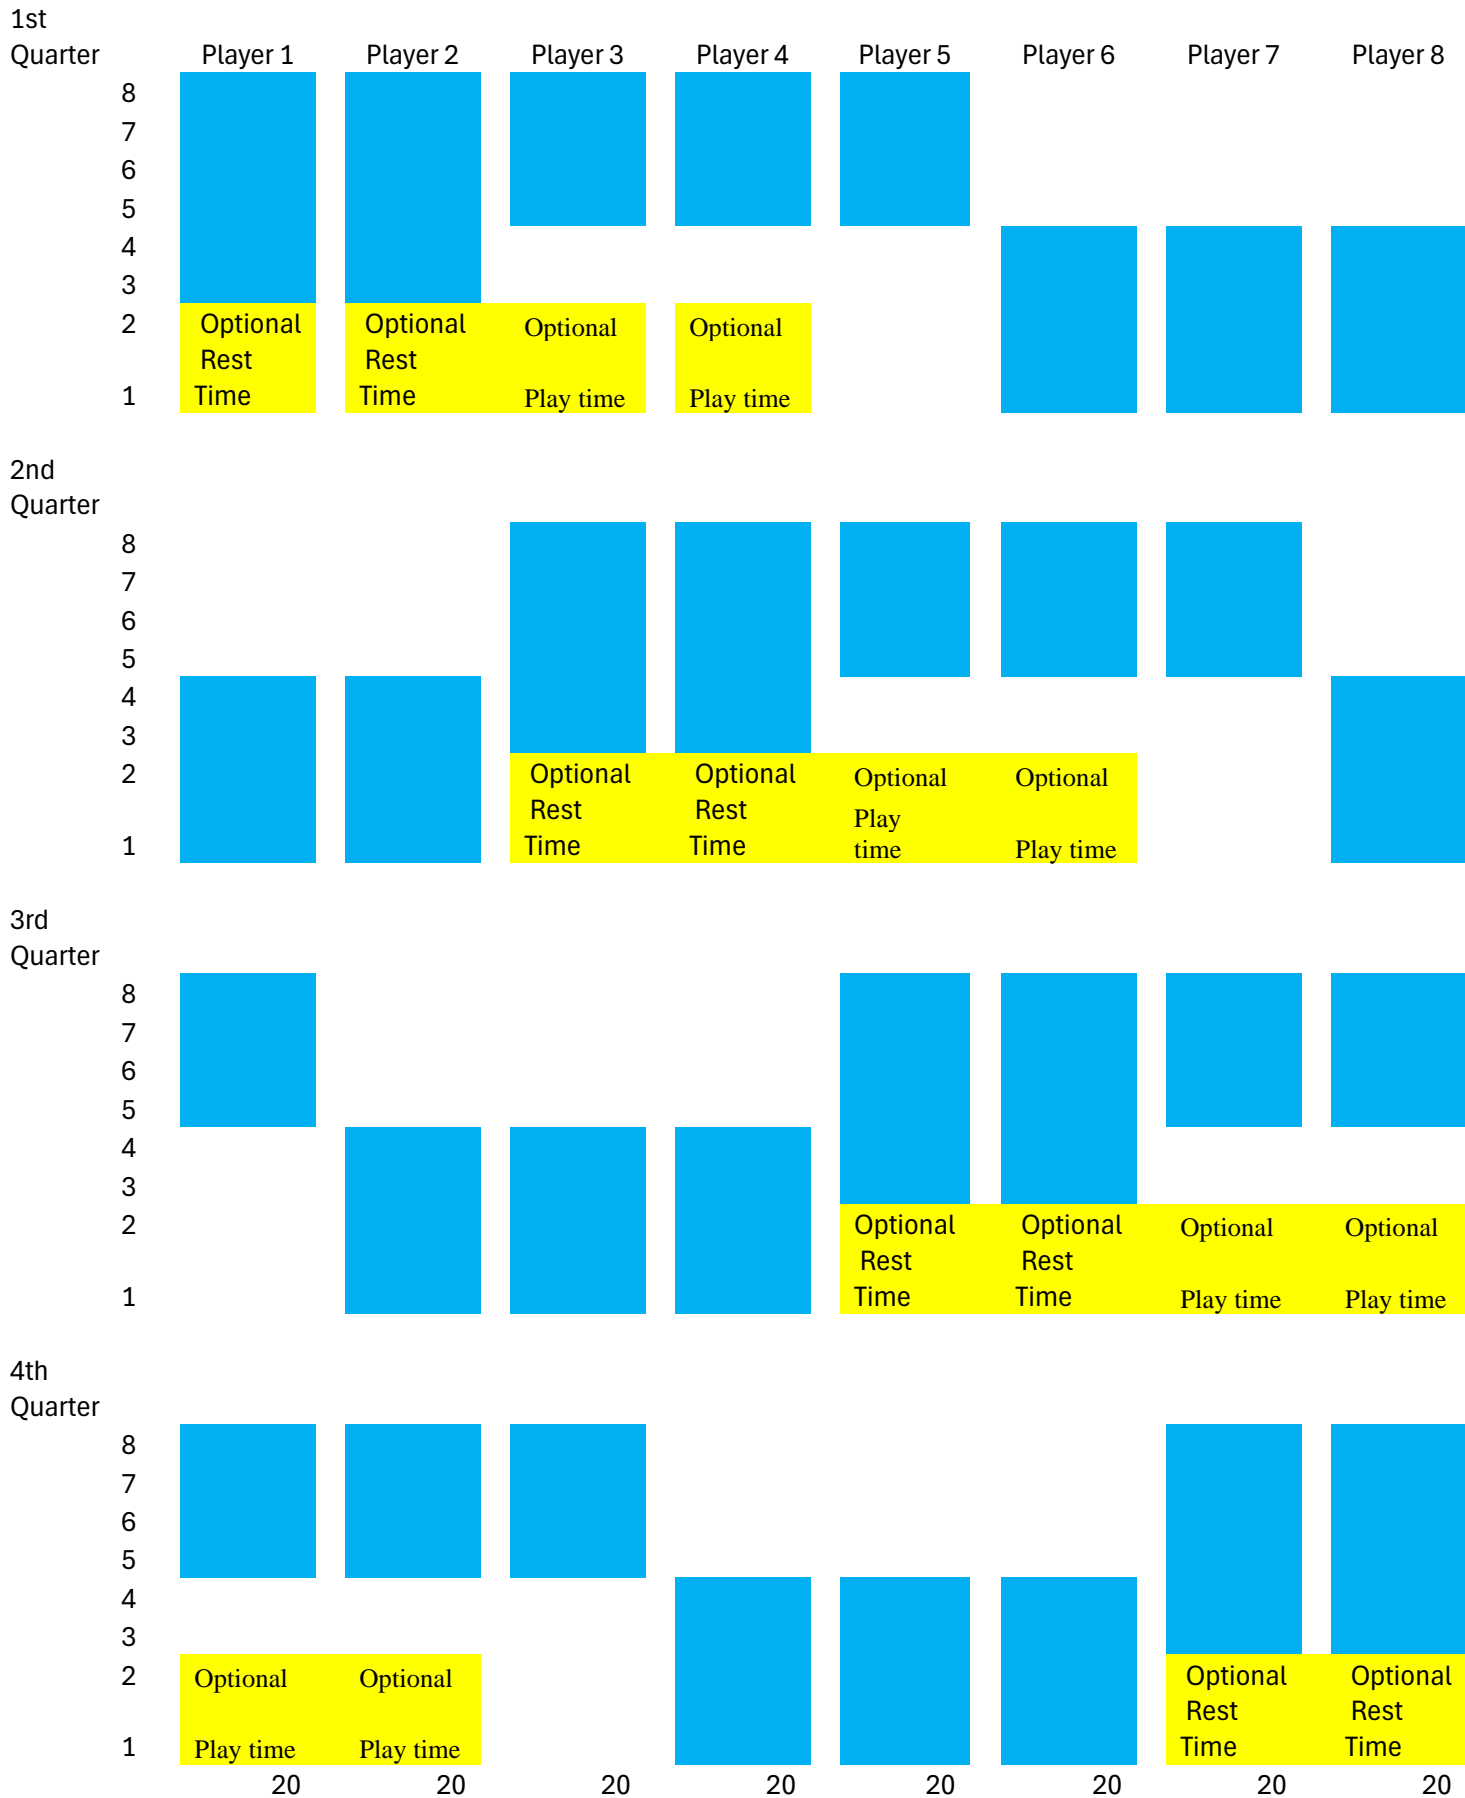 1st
Quarter Player 1 Player 2 Player 3 Player 4 Player 5 Player 6 Player 7 Player 8
8
7
6
5
4
3
2 Optional Optional Optional Optional
Rest Rest
1 Time Time Play time Play time
2nd
Quarter
8
7
6
5
4
3
2 Optional Optional Optional Optional
Rest Rest Play
1 Time Time time Play time
3rd
Quarter
8
7
6
5
4
3
2 Optional Optional Optional Optional
Rest Rest
1 Time Time Play time Play time
4th
Quarter
8
7
6
5
4
3
2 Optional Optional Optional Optional
Rest Rest
1 Play time Play time Time Time
20 20 20 20 20 20 20 20